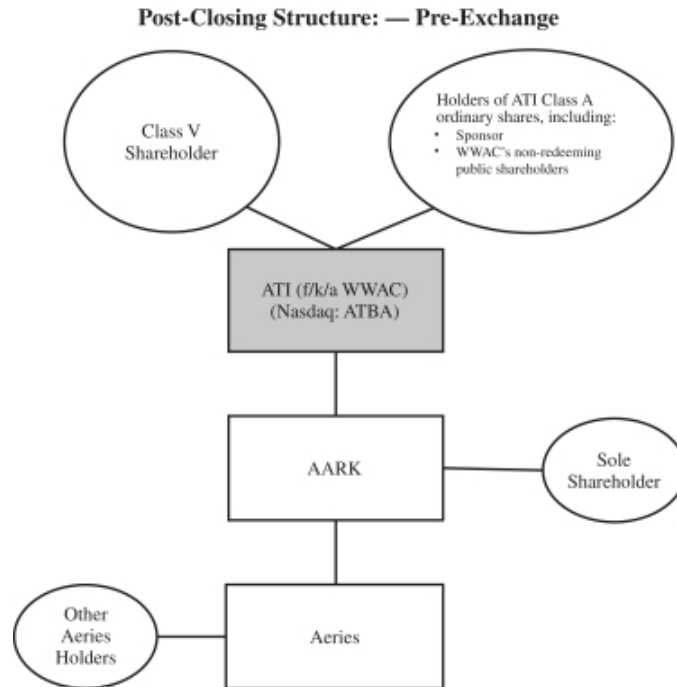 Post-Closing Structure: — Pre-Exchange
Class V
Shareholder
Holders of ATI Class A
ordinary shares, including:
• Sponsor
• WWAC's non-redeeming
public shareholders
ATI (f/k/a WWAC)
(Nasdaq: ATBA)
AARK
Sole
Shareholder
Other
Aeries
Holders
Aeries